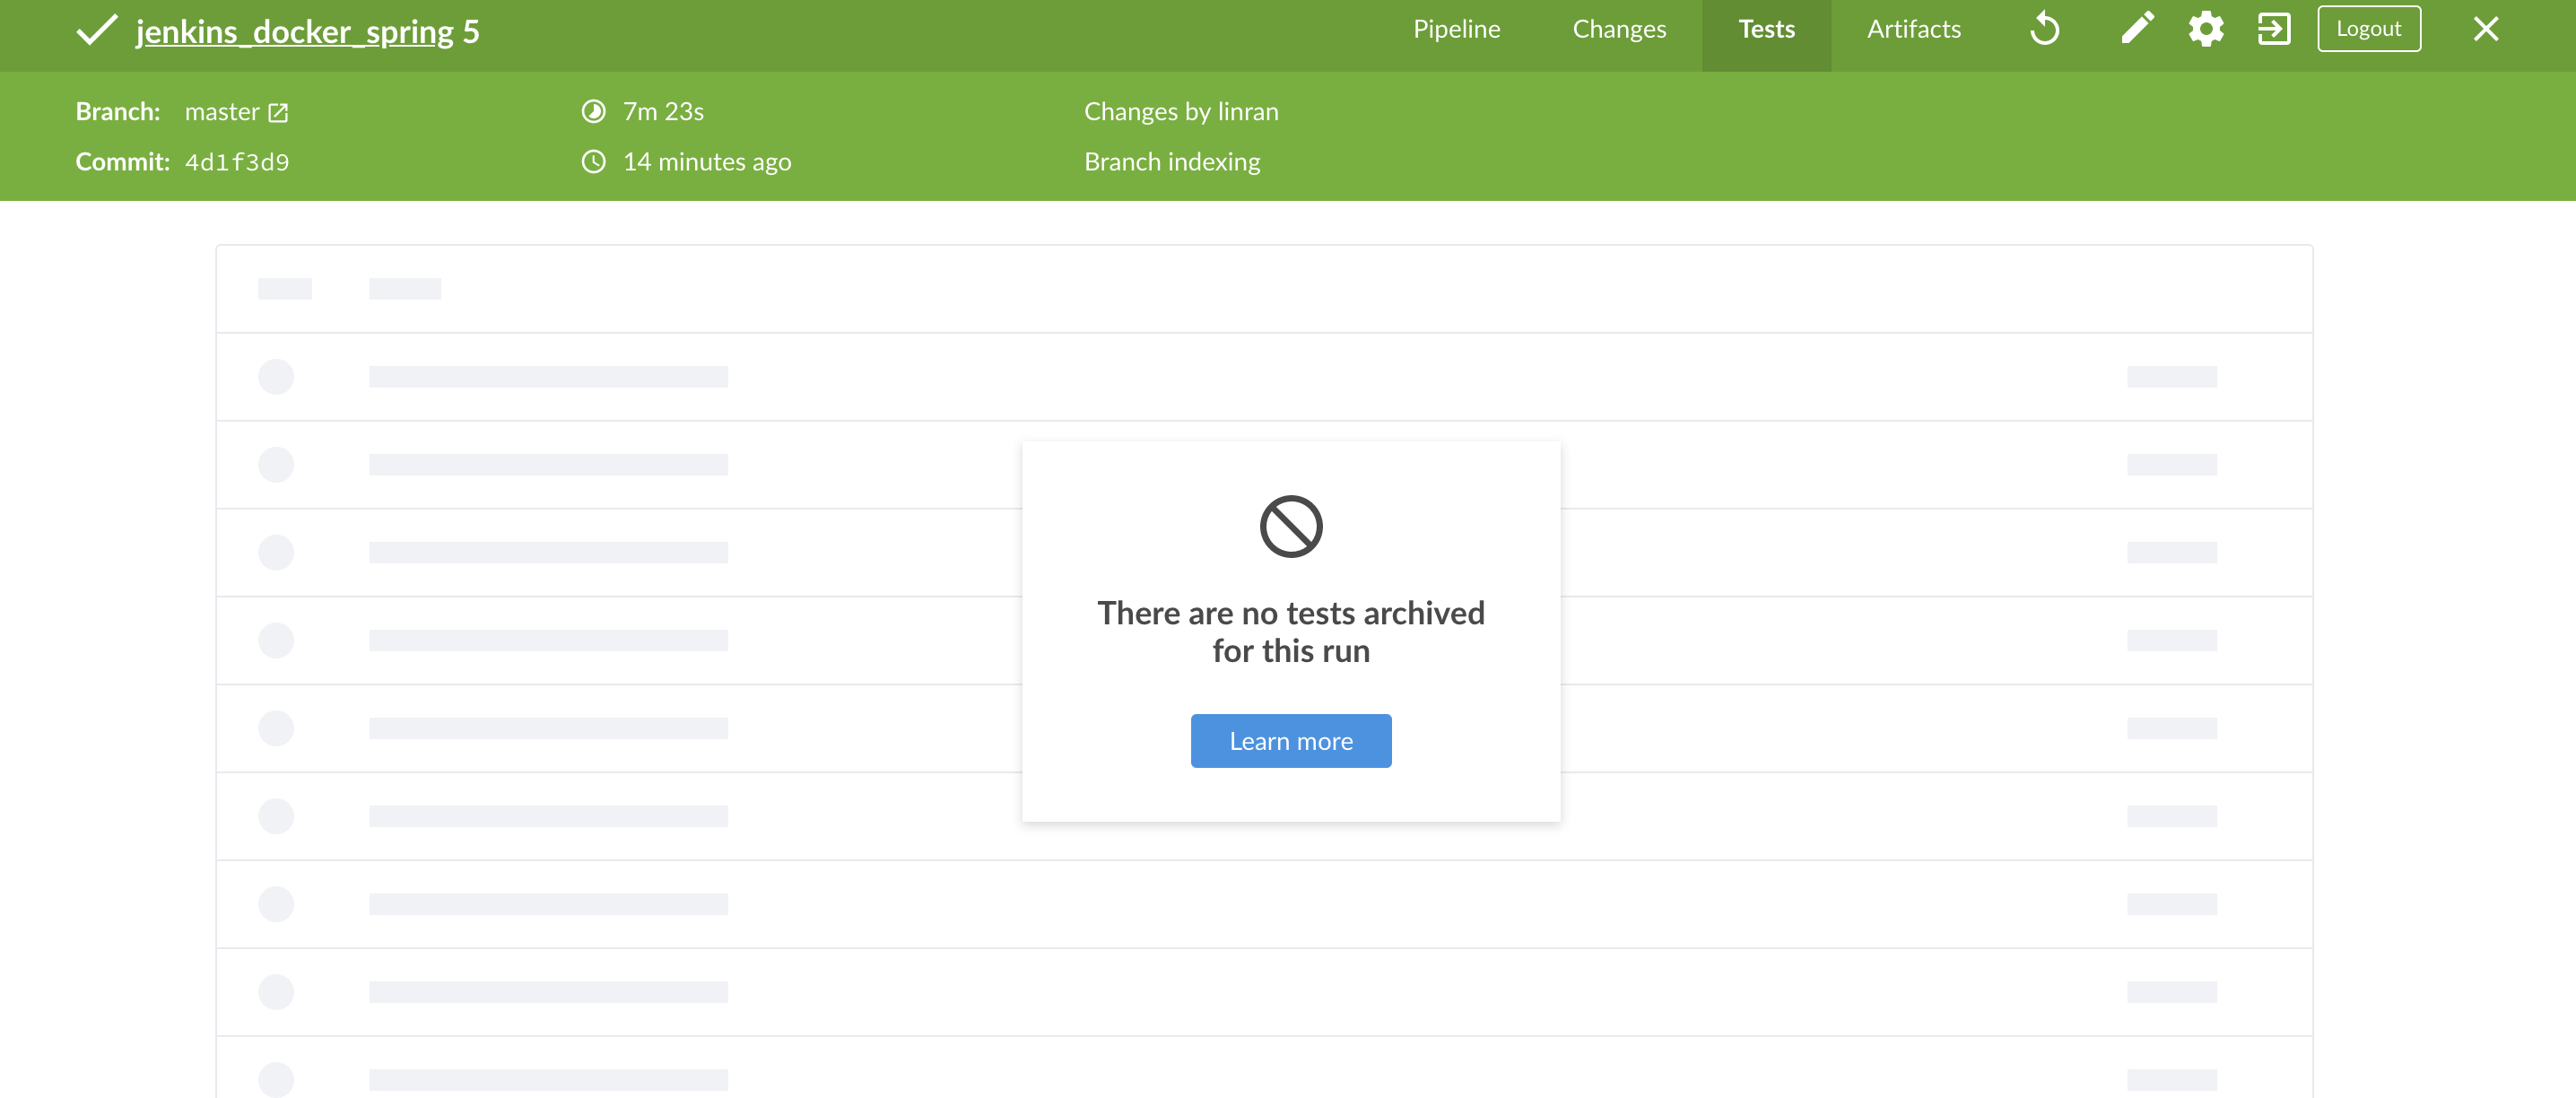 jenkins_docker_spring 5
Pipeline
Changes
Tests
Artifacts
Logout
Branch: master
7m 23s
Changes by linran
Commit: 4d1f3d9
14 minutes ago
Branch indexing
There are no tests archived
for this run
Learn more